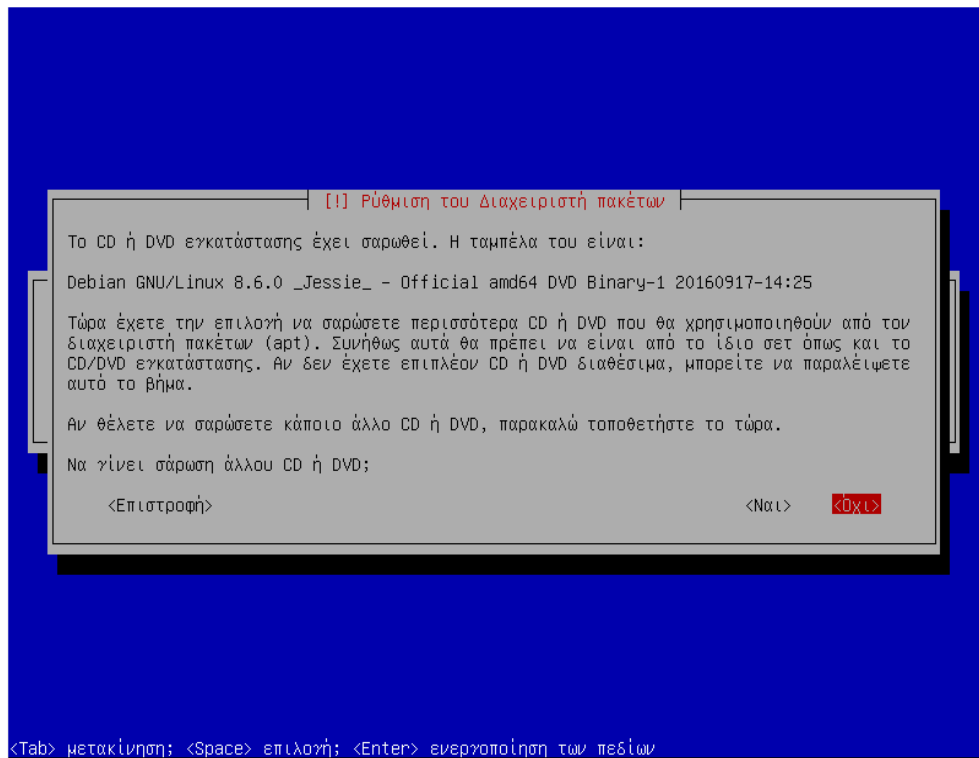 [!] Ρύθμιση του Διαχειριστή πακέτων
Το CD ή DVD εγκατάστασης έχει σαρωθεί. Η ταμπέλα του είναι:
Debian GNU/Linux 8.6.0 _Jessie_ - Official amd64 DVD Binary-1 20160917-14:25
Τώρα έχετε την επιλογή να σαρώσετε περισσότερα CD ή DVD που θα χρησιμοποιηθούν από τον
διαχειριστή πακέτων (apt). Συνήθως αυτά θα πρέπει να είναι από το ίδιο σετ όπως και το
CD/DVD εγκατάστασης. Αν δεν έχετε επιπλέον CD ή DVD διαθέσιμα, μπορείτε να παραλείψετε
αυτό το βήμα.
Αν θέλετε να σαρώσετε κάποιο άλλο CD ή DVD, παρακαλώ τοποθετήστε το τώρα.
Να γίνει σάρωση άλλου CD ή DVD;
<Επιστροφή> <Ναι> <Όχι>
<Tab> μετακίνηση; <Space> επιλογή; <Enter> ενεργοποίηση των πεδίων